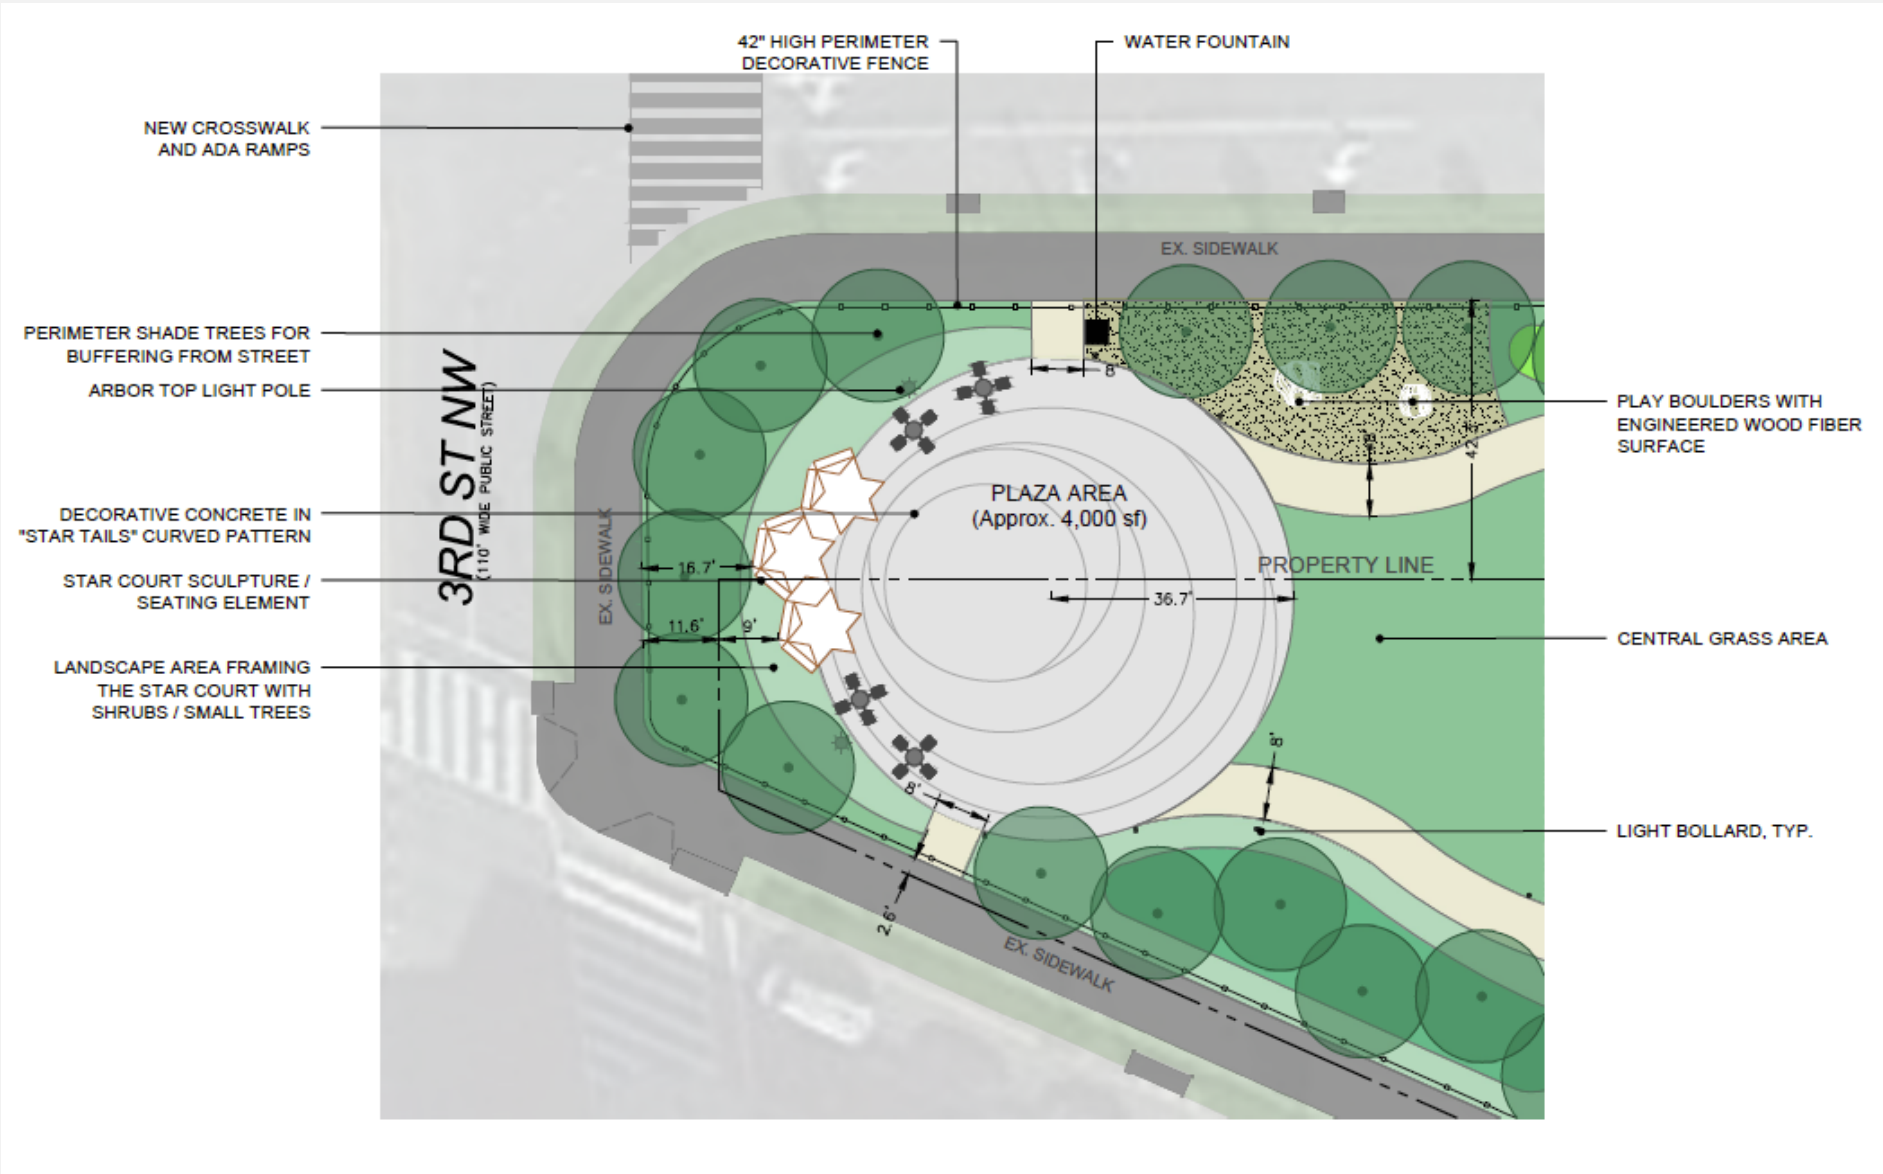 42" HIGH PERIMETER
DECORATIVE FENCE
WATER FOUNTAIN
NEW CROSSWALK
AND ADA RAMPS
EX. SIDEWALK
PERIMETER SHADE TREES FOR
BUFFERING FROM STREET
ARBOR TOP LIGHT POLE
8'
PLAY BOULDERS WITH
ENGINEERED WOOD FIBER
SURFACE
3RD ST NW
(110' WIDE PUBLIC STREET)
8'
PLAZA AREA
(Approx. 4,000 sf)
DECORATIVE CONCRETE IN
"STAR TAILS" CURVED PATTERN
EX. SIDEWALK
16.7'
PROPERTY LINE
STAR COURT SCULPTURE /
SEATING ELEMENT
36.7'
11.6'
9'
CENTRAL GRASS AREA
LANDSCAPE AREA FRAMING
THE STAR COURT WITH
SHRUBS / SMALL TREES
8'
8'
LIGHT BOLLARD, TYP.
2.6'
EX. SIDEWALK